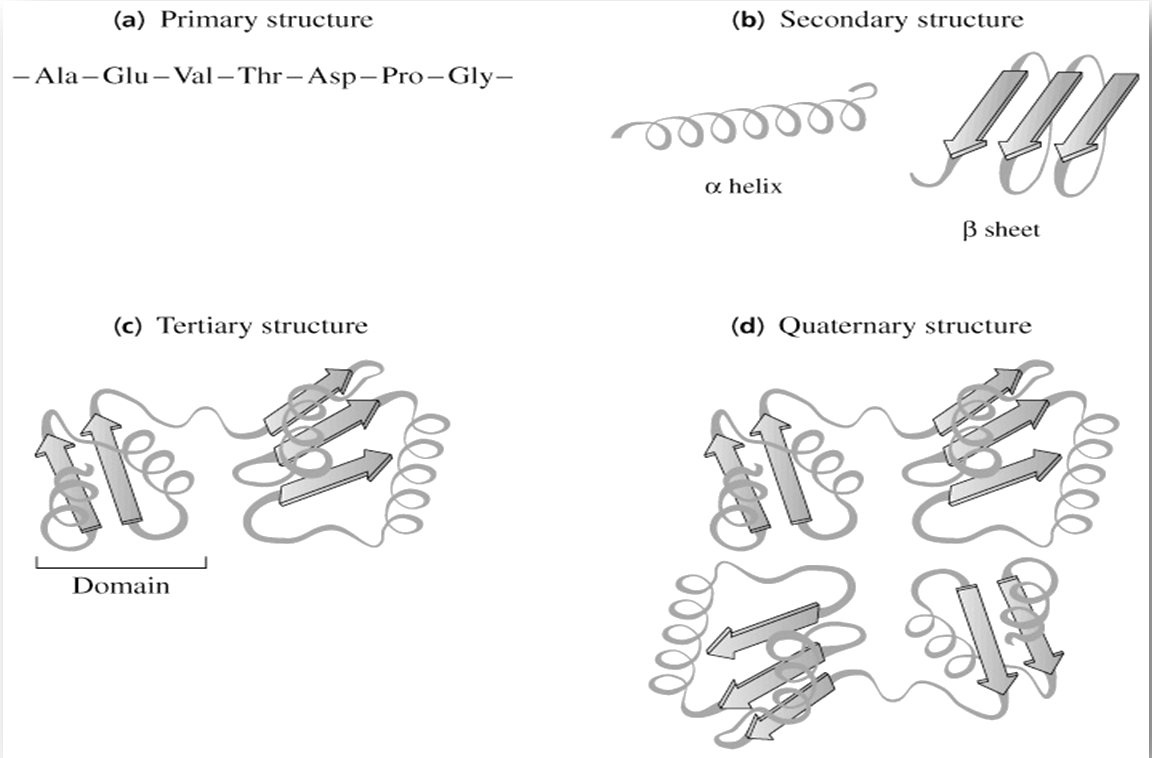 (a) Primary structure
–Ala–Glu–Val–Thr–Asp–Pro–Gly–
(b) Secondary structure
α helix
β sheet
(c) Tertiary structure
Domain
(d) Quaternary structure